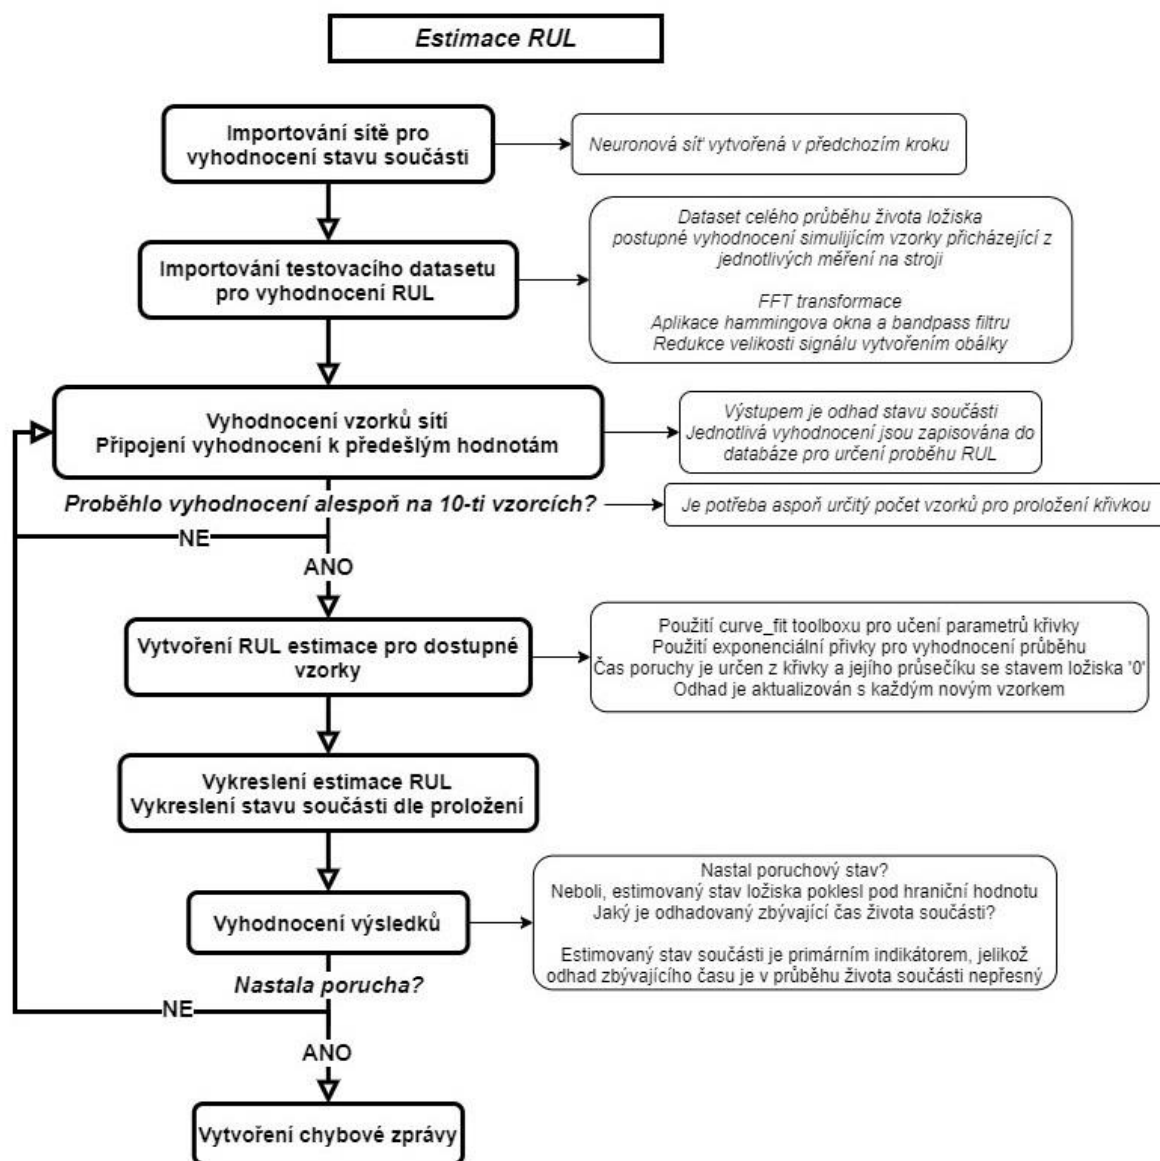 Estimace RUL
Importování sítě pro
vyhodnocení stavu součásti
Neuronová síť vytvořená v předchozím kroku
Importování testovacího datasetu
pro vyhodnocení RUL
Dataset celého průběhu života ložiska
postupné vyhodnocení simulijícím vzorky přicházející z
jednotlivých měření na stroji
FFT transformace
Aplikace hammingova okna a bandpass filtru
Redukce velikosti signálu vytvořením obálky
Vyhodnocení vzorků sítí
Připojení vyhodnocení k předešlým hodnotám
Výstupem je odhad stavu součásti
Jednotlivá vyhodnocení jsou zapisována do
databáze pro určení proběhu RUL
Proběhlo vyhodnocení alespoň na 10-ti vzorcích?
Je potřeba aspoň určitý počet vzorků pro proložení křivkou
NE
ANO
Vytvoření RUL estimace pro dostupné
vzorky
Použití curve_fit toolboxu pro učení parametrů křivky
Použití exponenciální přivky pro vyhodnocení průběhu
Čas poruchy je určen z křivky a jejího průsečíku se stavem ložiska '0'
Odhad je aktualizován s každým novým vzorkem
Vykreslení estimace RUL
Vykreslení stavu součásti dle proložení
Vyhodnocení výsledků
Nastal poruchový stav?
Neboli, estimovaný stav ložiska poklesl pod hraniční hodnotu
Jaký je odhadovaný zbývající čas života součásti?
Estimovaný stav součásti je primárním indikátorem, jelikož
odhad zbývajícího času je v průběhu života součásti nepřesný
Nastala porucha?
NE
ANO
Vytvoření chybové zprávy